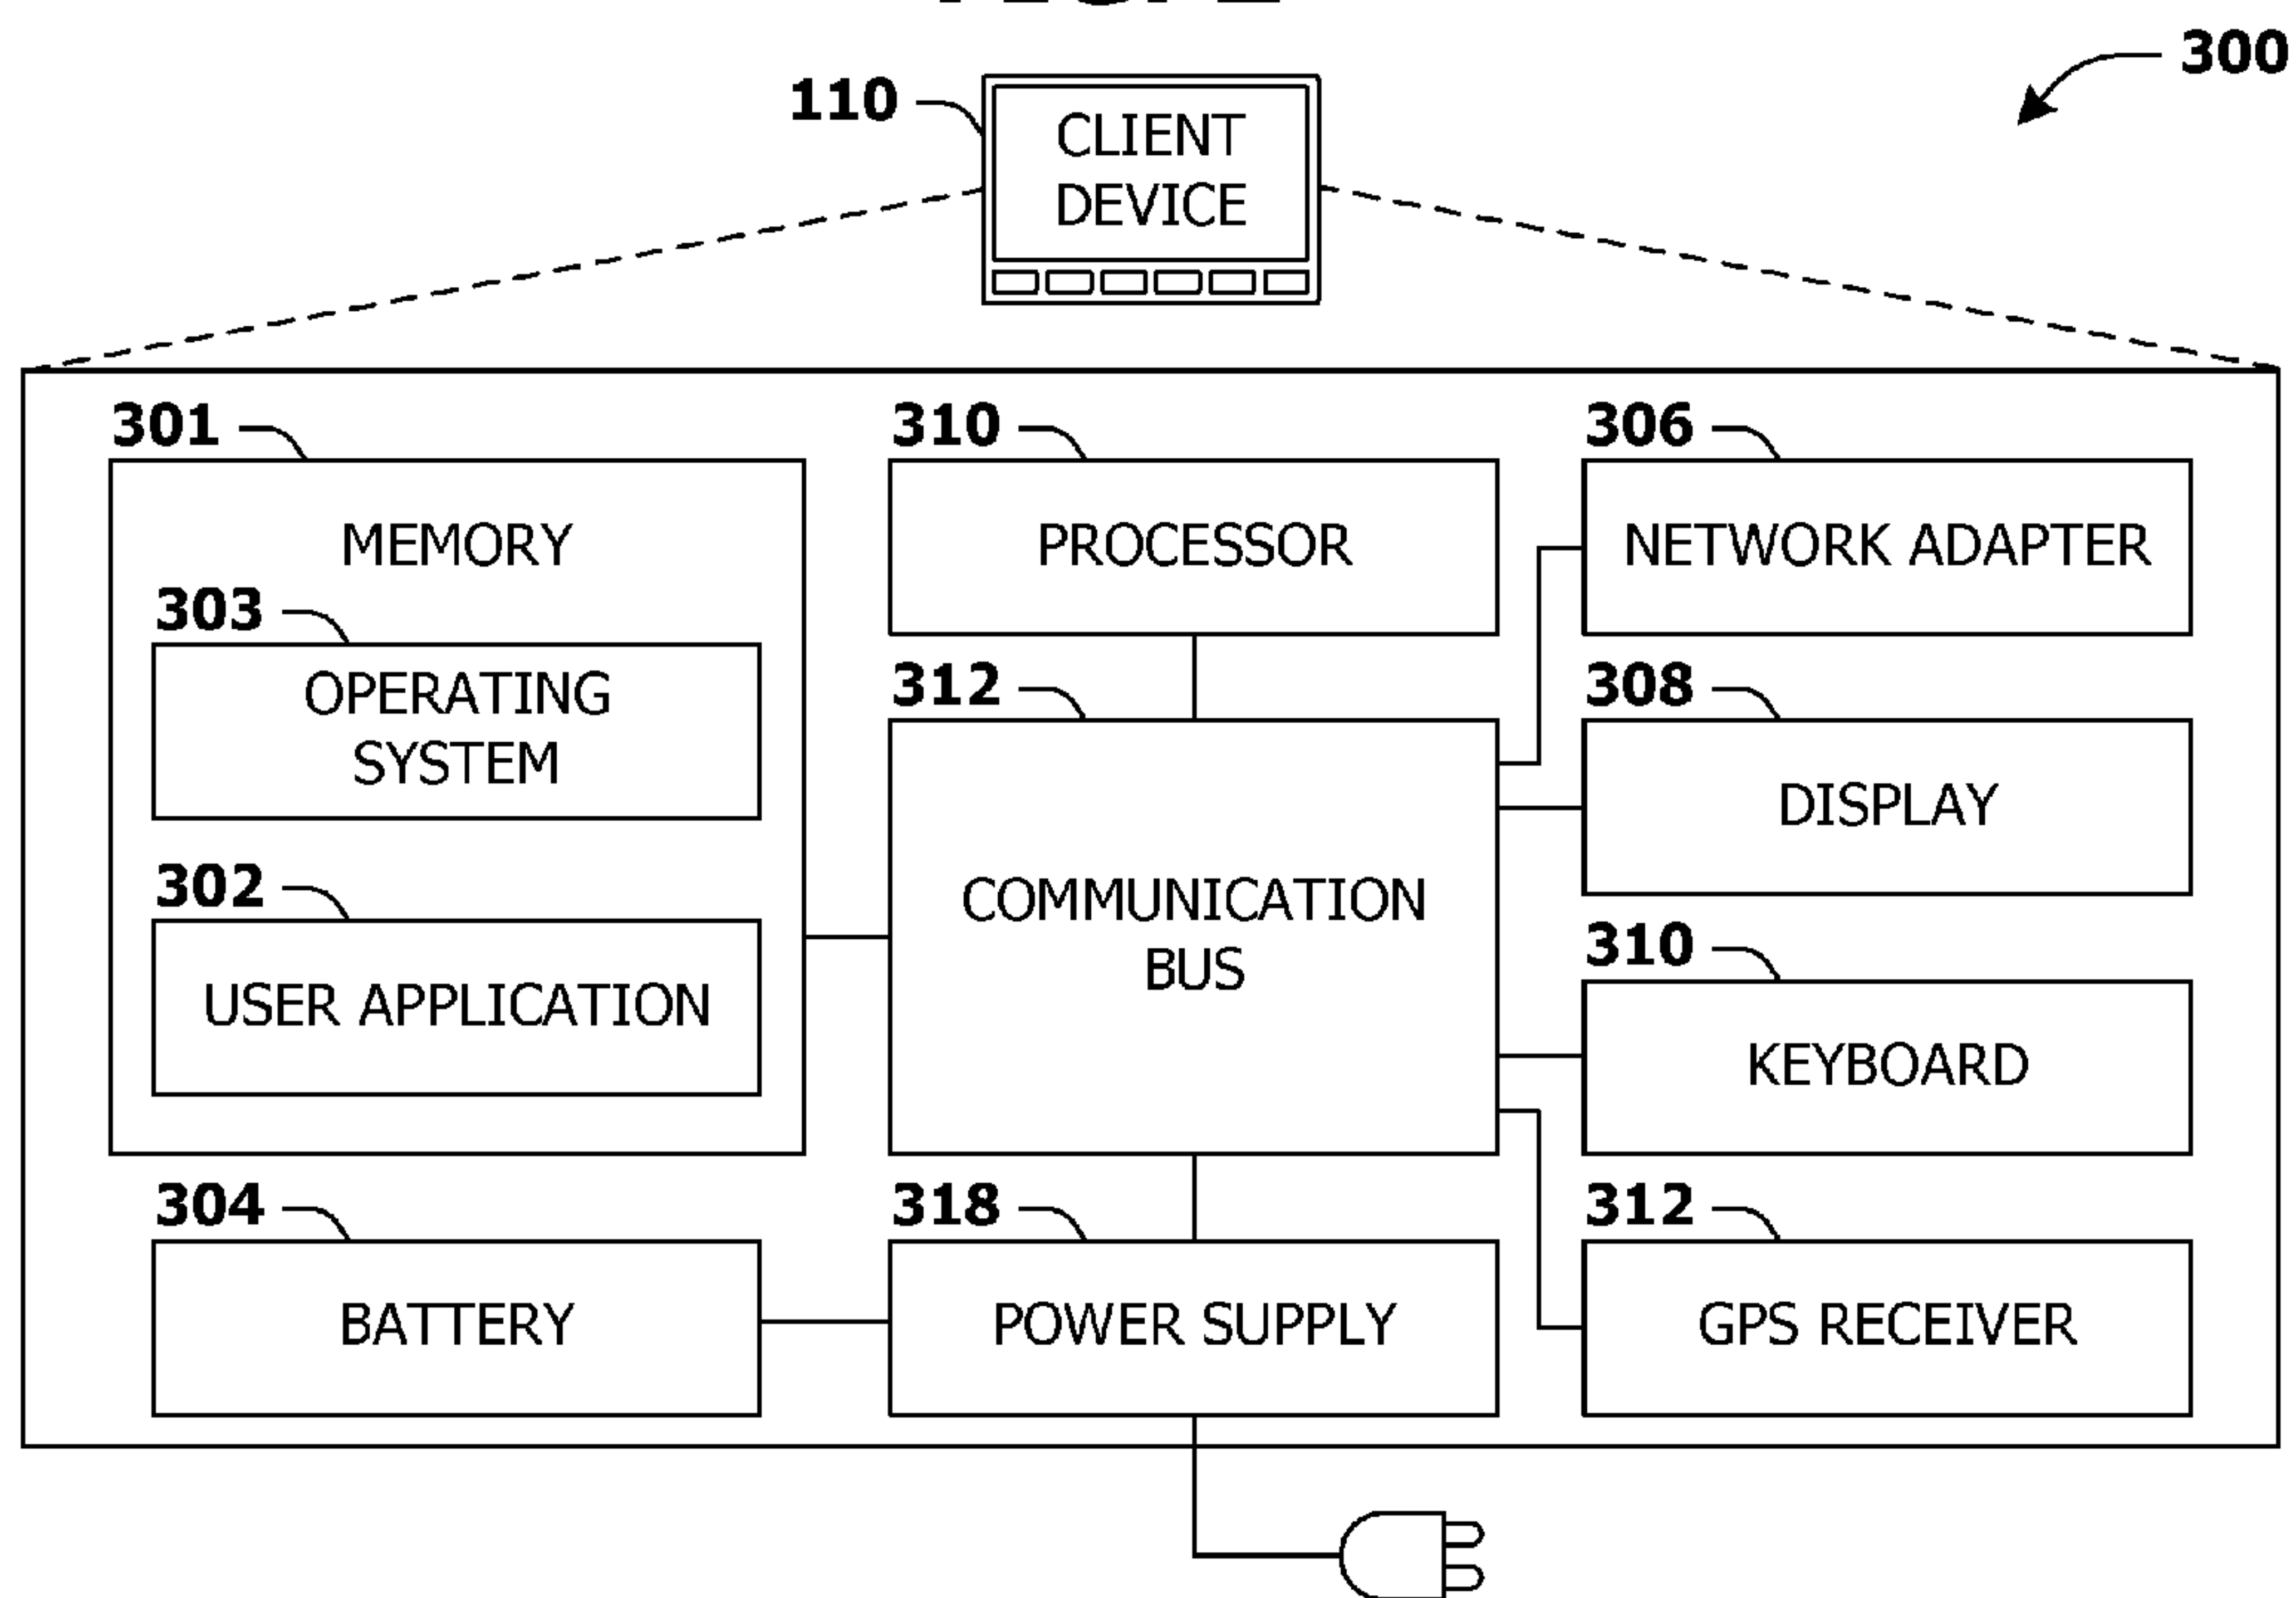 300
110
CLIENT
DEVICE
301
310
306
MEMORY
PROCESSOR
NETWORK ADAPTER
303
312
308
OPERATING
SYSTEM
DISPLAY
302
COMMUNICATION
BUS
310
USER APPLICATION
KEYBOARD
304
318
312
BATTERY
POWER SUPPLY
GPS RECEIVER